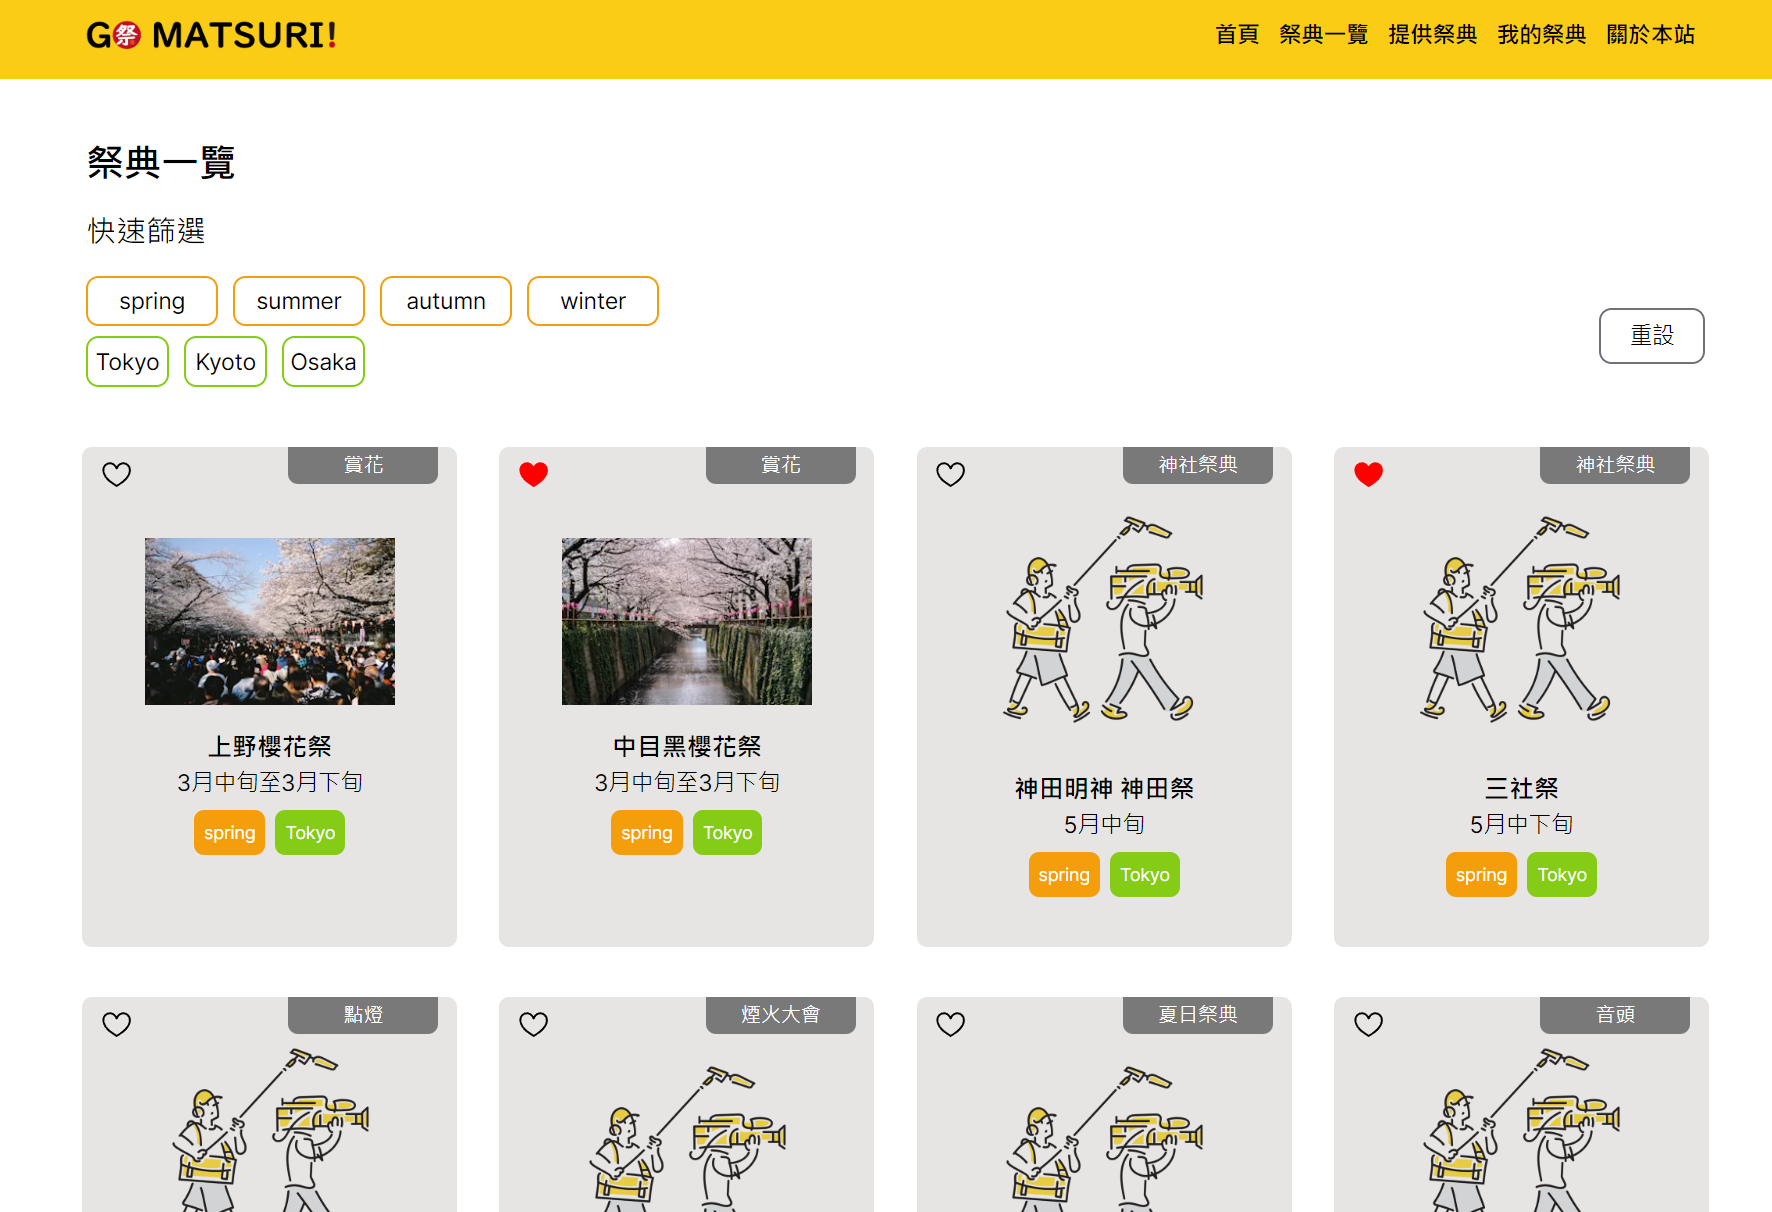 G祭 MATSURI!
首頁 祭典一覽 提供祭典 我的祭典 關於本站
祭典一覽
快速篩選
spring summer autumn winter
Tokyo Kyoto Osaka
重設
賞花
上野櫻花祭
3月中旬至3月下旬
spring Tokyo
賞花
中目黑櫻花祭
3月中旬至3月下旬
spring Tokyo
神社祭典
神田明神 神田祭
5月中旬
spring Tokyo
神社祭典
三社祭
5月中下旬
spring Tokyo
點燈
煙火大會
夏日祭典
音頭